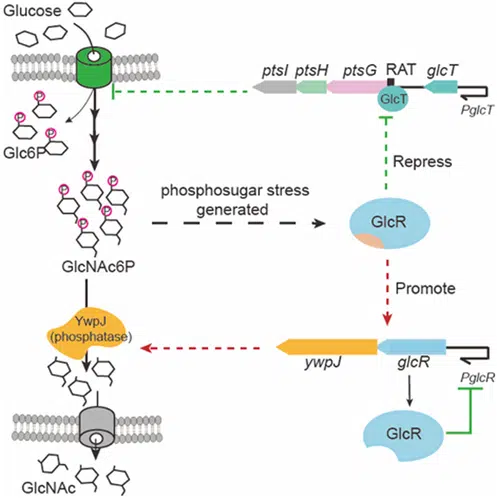 Glucose
ptsI ptsH ptsG RAT glcT
GlcT
PglcT
P
P
P
Glc6P
Repress
P
P
P
P
P
phosphosugar stress
generated
GlcR
GlcNAc6P
Promote
YwpJ
(phosphatase)
ywpJ glcR PglcR
GlcR
GlcNAc